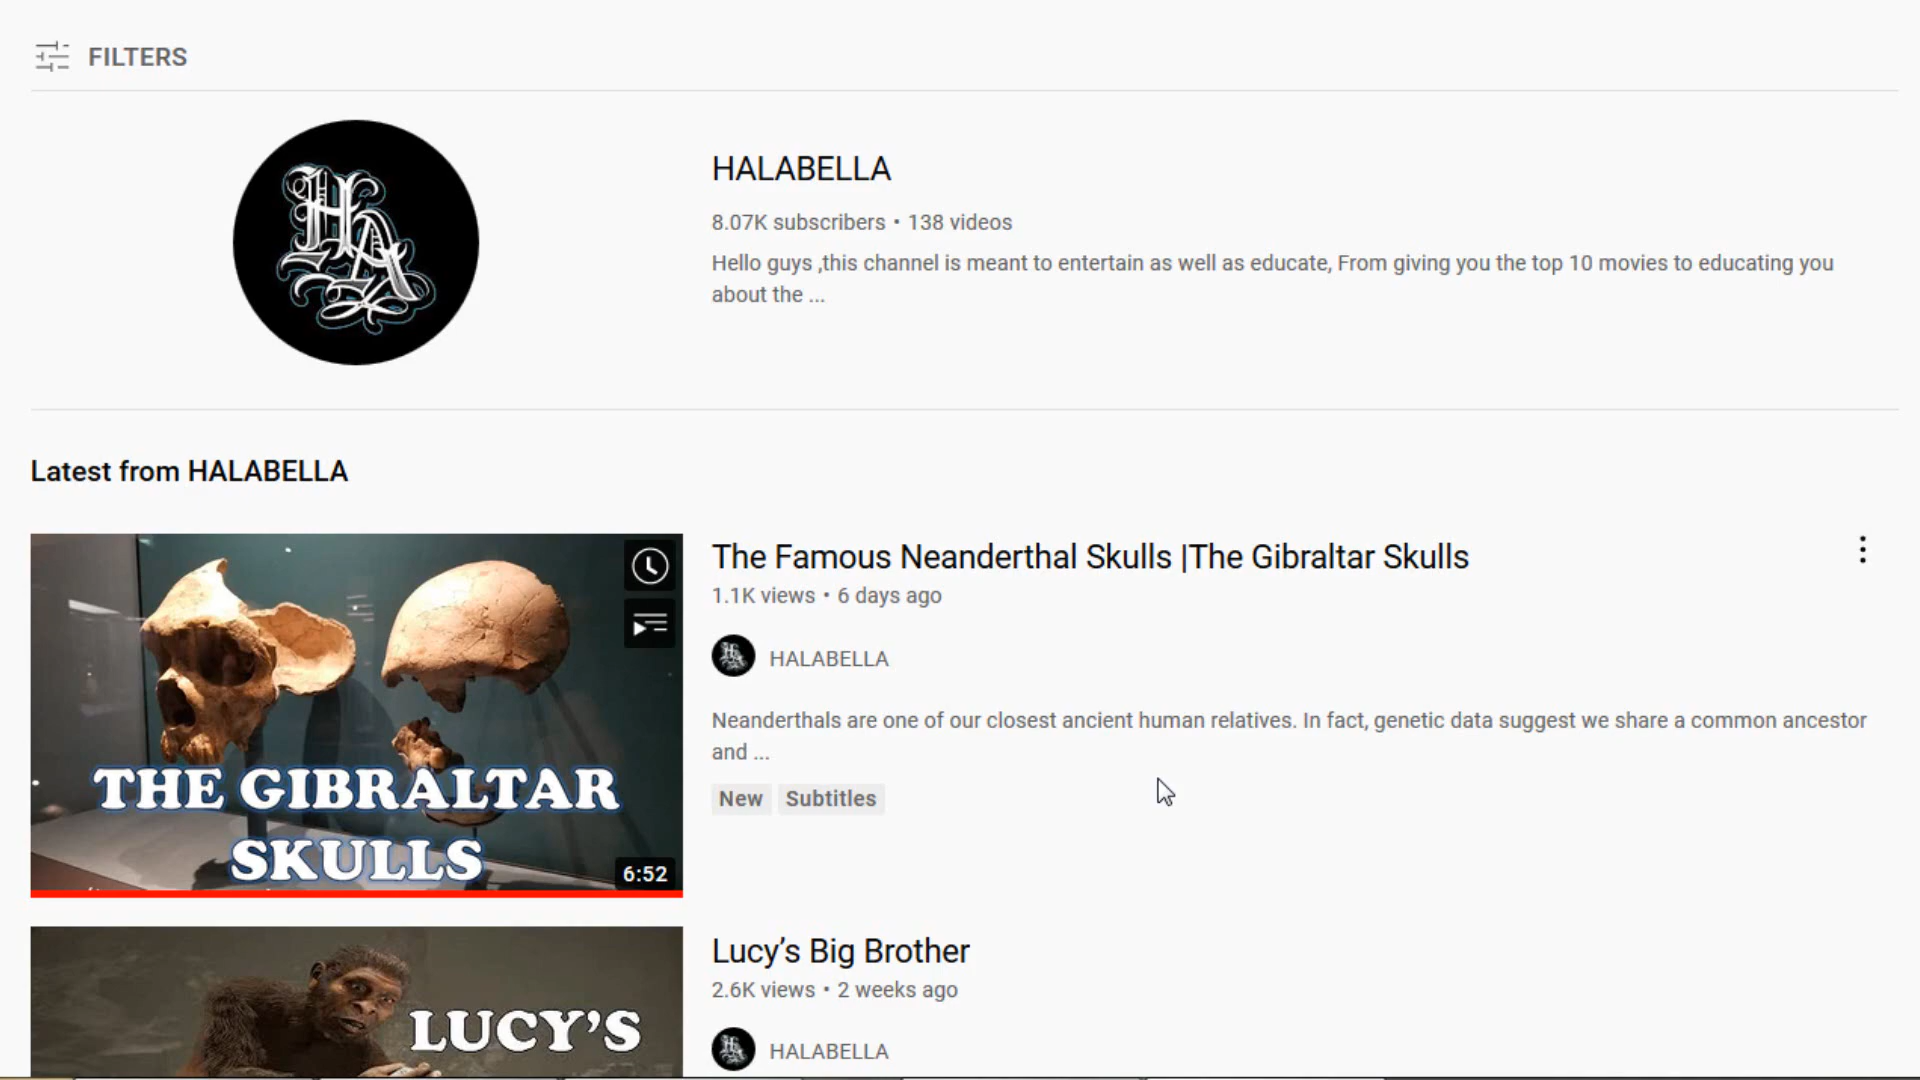 FILTERS
HALABELLA
8.07K subscribers • 138 videos
Hello guys ,this channel is meant to entertain as well as educate, From giving you the top 10 movies to educating you
about the ...
Latest from HALABELLA
THE GIBRALTAR
SKULLS
6:52
The Famous Neanderthal Skulls |The Gibraltar Skulls
1.1K views • 6 days ago
HALABELLA
Neanderthals are one of our closest ancient human relatives. In fact, genetic data suggest we share a common ancestor
and ...
New Subtitles
LUCY'S
Lucy’s Big Brother
2.6K views • 2 weeks ago
HALABELLA